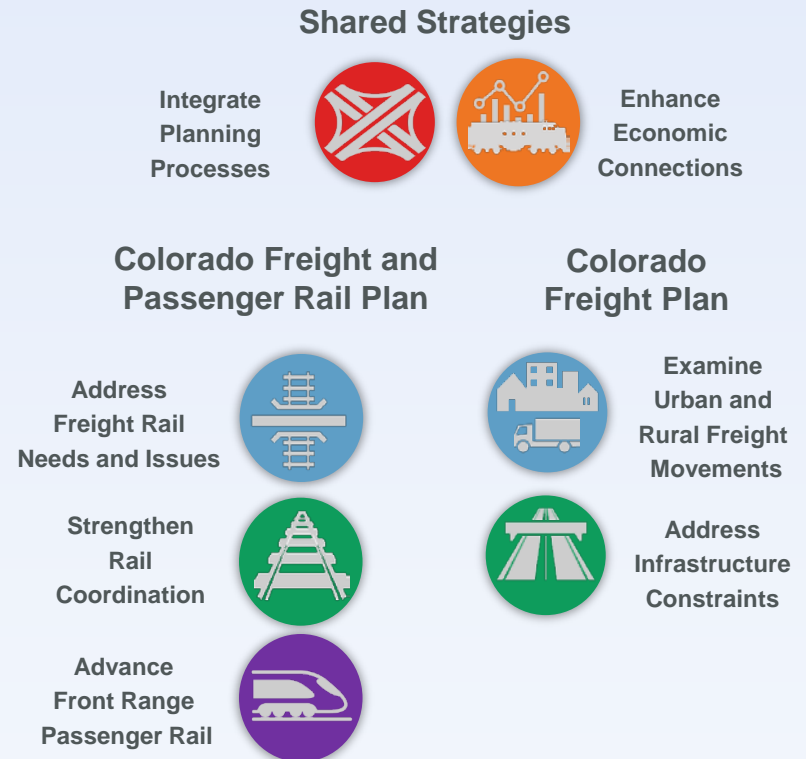 Shared Strategies
Integrate
Planning
Processes
Enhance
Economic
Connections
Colorado Freight and
Passenger Rail Plan
Address
Freight Rail
Needs and Issues
Strengthen
Rail
Coordination
Advance
Front Range
Passenger Rail
Colorado
Freight Plan
Examine
Urban and
Rural Freight
Movements
Address
Infrastructure
Constraints